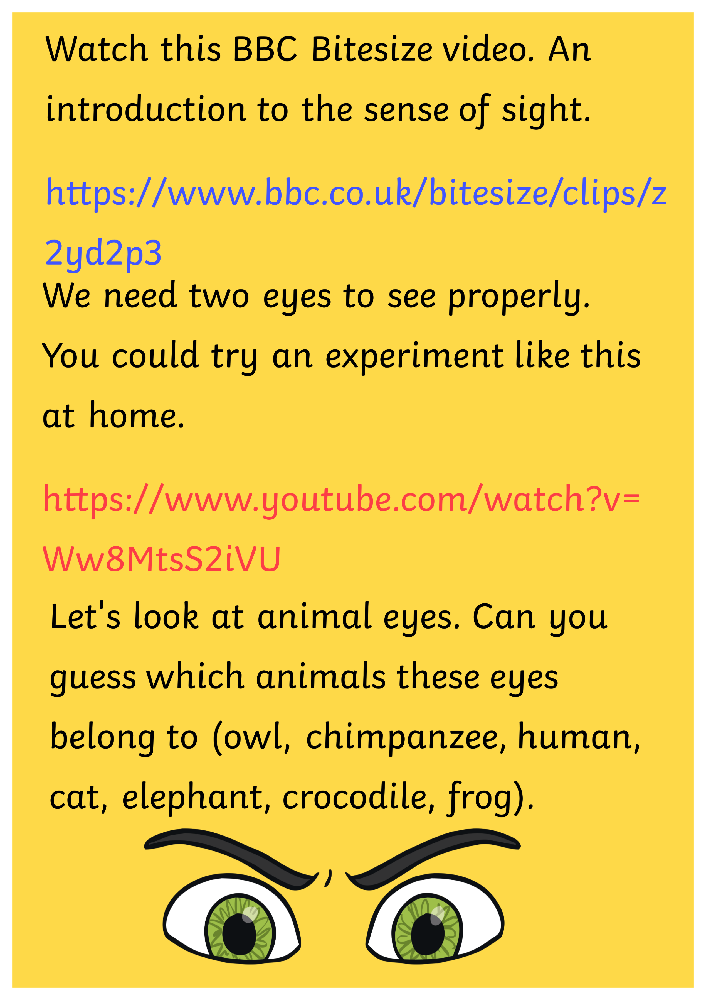 Watch this BBC Bitesize video. An
introduction to the sense of sight.
https://www.bbc.co.uk/bitesize/clips/z
2yd2p3
We need two eyes to see properly.
You could try an experiment like this
at home.
https://www.youtube.com/watch?v=
Ww8MtsS2iVU
Let's look at animal eyes. Can you
guess which animals these eyes
belong to (owl, chimpanzee, human,
cat, elephant, crocodile, frog).